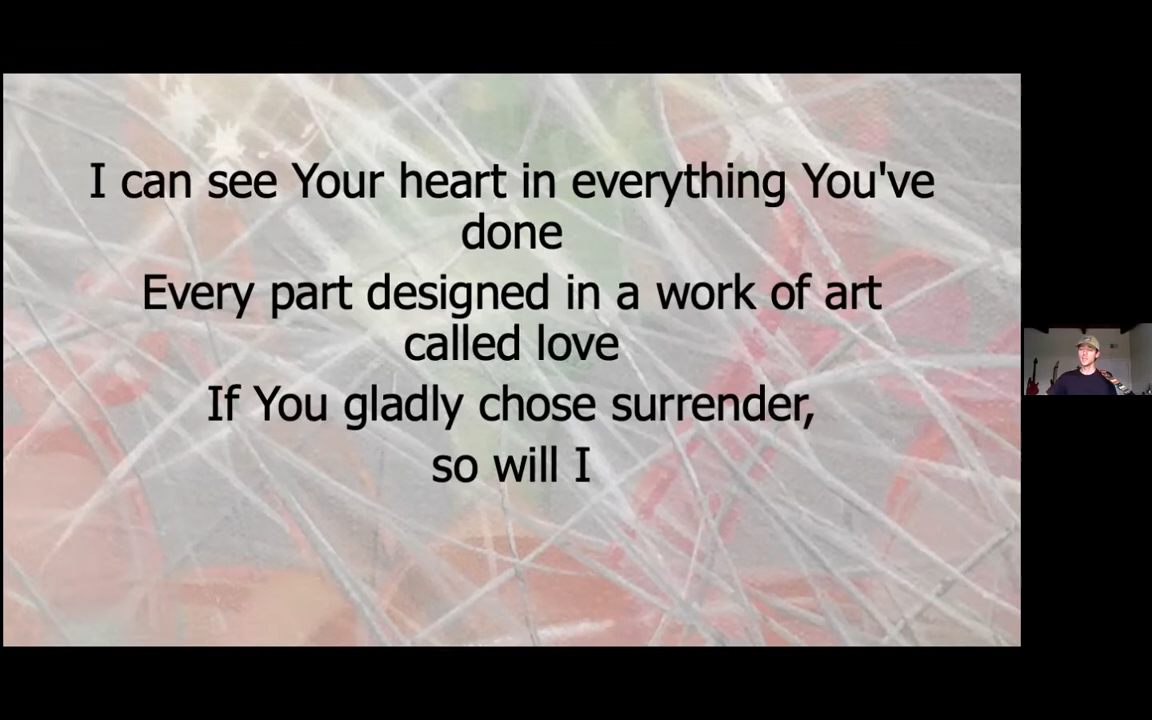 I can see Your heart in everything You've
done
Every part designed in a work of art
called love
If You gladly chose surrender,
so will I